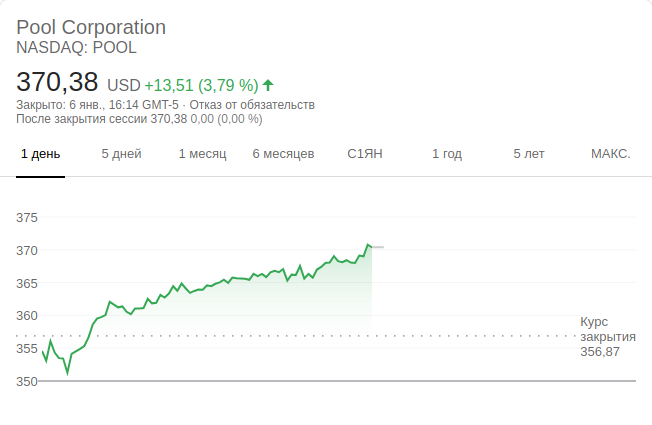 Pool Corporation
NASDAQ: POOL
370,38 USD +13,51 (3,79 %)
Закрыто: 6 янв., 16:14 GMT-5 · Отказ от обязательств
После закрытия сессии 370,38 0,00 (0,00 %)
1 день 5 дней 1 месяц 6 месяцев С1ЯН 1 год 5 лет МАКС.
375
370
365
360
Курс
закрытия
356,87
355
350